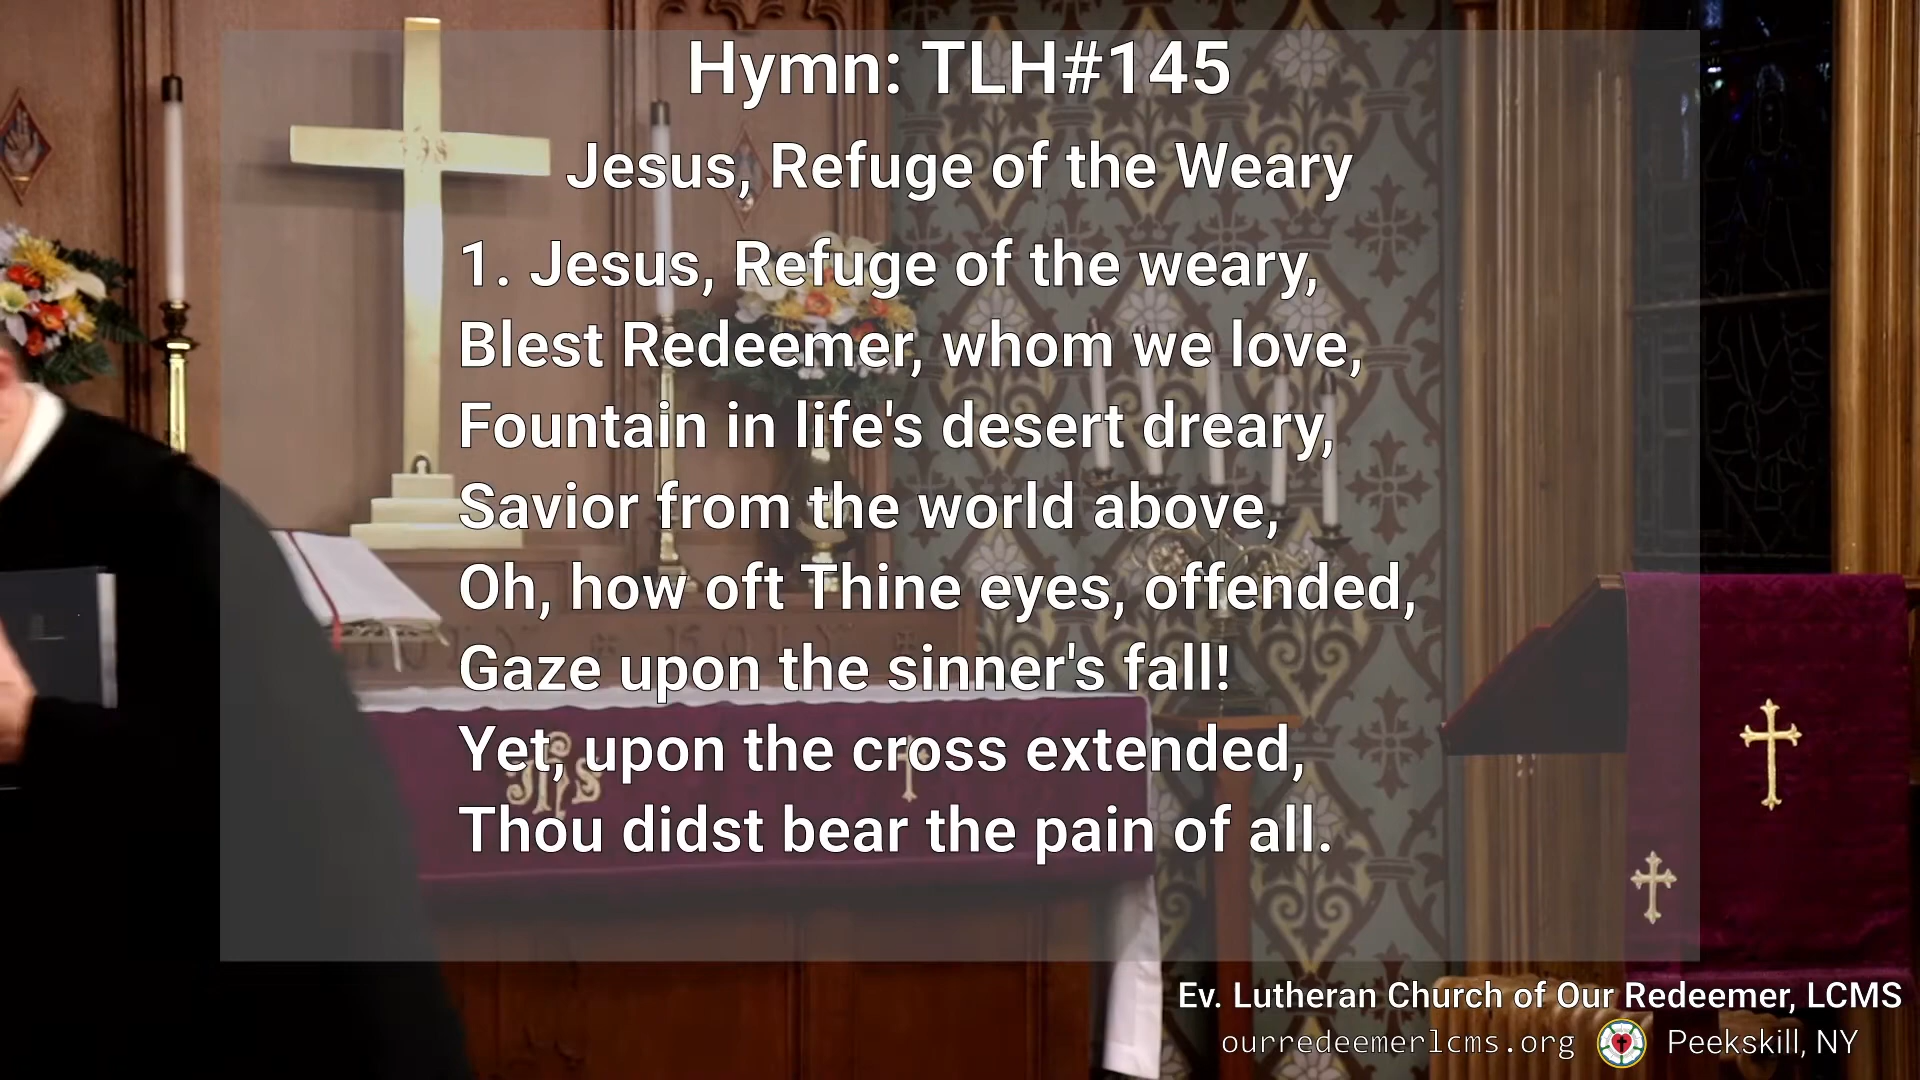 Hymn: TLH#145
Jesus, Refuge of the Weary
1. Jesus, Refuge of the weary,
Blest Redeemer, whom we love,
Fountain in life's desert dreary,
Savior from the world above,
Oh, how oft Thine eyes, offended,
Gaze upon the sinner's fall!
Yet, upon the cross extended,
Thou didst bear the pain of all.
IHS
HOLY
IHS
Ev. Lutheran Church of Our Redeemer, LCMS
ourredeemerlcms.org Peekskill, NY